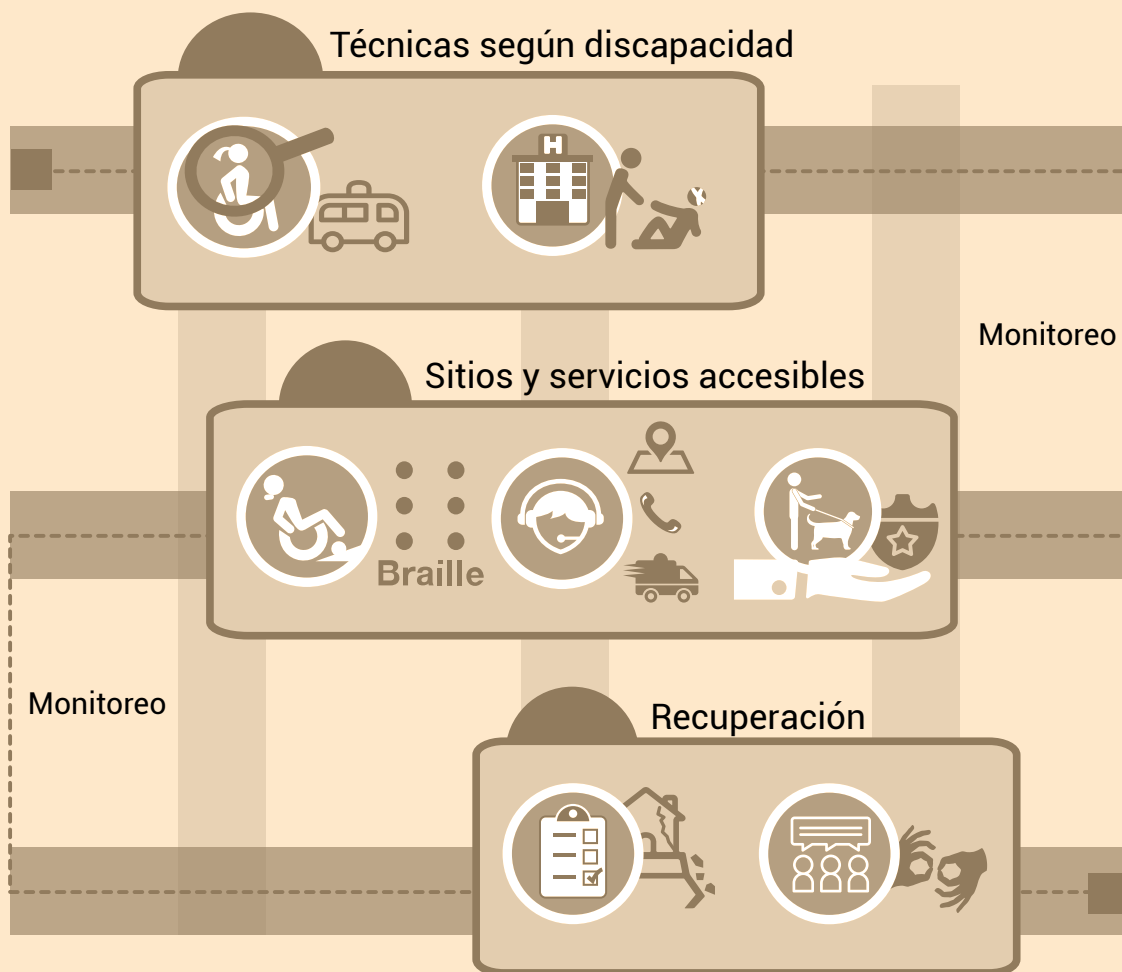 Técnicas según discapacidad
H
Monitoreo
Sitios y servicios accesibles
Braille
Monitoreo
Recuperación